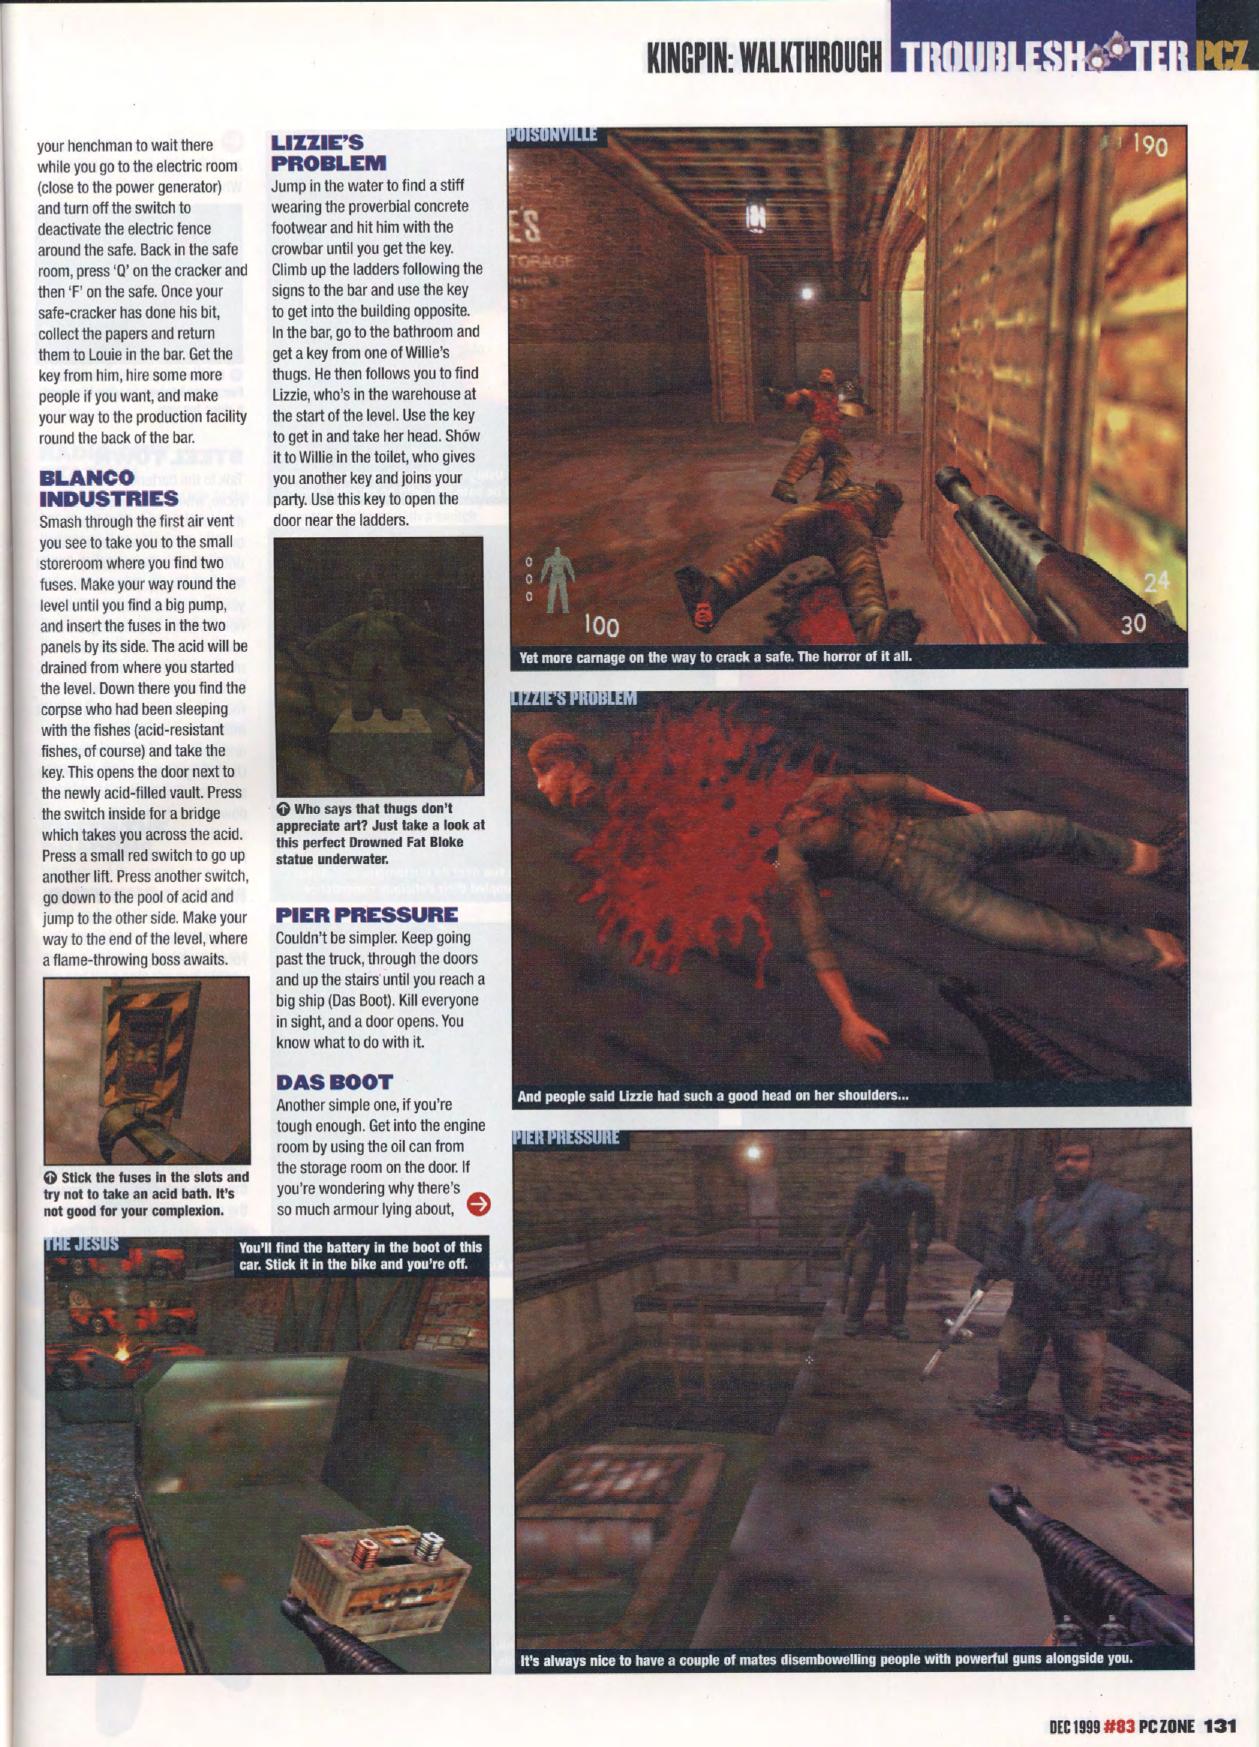 KINGPIN: WALKTHROUGH TROUBLESHOOTER PCZ
your henchman to wait there
while you go to the electric room
(close to the power generator)
and turn off the switch to
deactivate the electric fence
around the safe. Back in the safe
room, press ‘Q’ on the cracker and
then ‘F’ on the safe. Once your
safe-cracker has done his bit,
collect the papers and return
them to Louie in the bar. Get the
key from him, hire some more
people if you want, and make
your way to the production facility
round the back of the bar.
BLANCO
INDUSTRIES
Smash through the first air vent
you see to take you to the small
storeroom where you find two
fuses. Make your way round the
level until you find a big pump,
and insert the fuses in the two
panels by its side. The acid will be
drained from where you started
the level. Down there you find the
corpse who had been sleeping
with the fishes (acid-resistant
fishes, of course) and take the
key. This opens the door next to
the newly acid-filled vault. Press
the switch inside for a bridge
which takes you across the acid.
Press a small red switch to go up
another lift. Press another switch,
go down to the pool of acid and
jump to the other side. Make your
way to the end of the level, where
a flame-throwing boss awaits.
Stick the fuses in the slots and
try not to take an acid bath. It's
not good for your complexion.
LIZZIE'S
PROBLEM
Jump in the water to find a stiff
wearing the proverbial concrete
footwear and hit him with the
crowbar until you get the key.
Climb up the ladders following the
signs to the bar and use the key
to get into the building opposite.
In the bar, go to the bathroom and
get a key from one of Willie's
thugs. He then follows you to find
Lizzie, who's in the warehouse at
the start of the level. Use the key
to get in and take her head. Show
it to Willie in the toilet, who gives
you another key and joins your
party. Use this key to open the
door near the ladders.
Who says that thugs don't
appreciate art? Just take a look at
this perfect Drowned Fat Bloke
statue underwater.
PIER PRESSURE
Couldn't be simpler. Keep going
past the truck, through the doors
and up the stairs until you reach a
big ship (Das Boot). Kill everyone
in sight, and a door opens. You
know what to do with it.
DAS BOOT
Another simple one, if you're
tough enough. Get into the engine
room by using the oil can from
the storage room on the door. If
you're wondering why there's
so much armour lying about,
THE JESUS
You'll find the battery in the boot of this
car. Stick it in the bike and you're off.
POISONVILLE
190
E'S
TORAGE
0
0
0
100
24
30
Yet more carnage on the way to crack a safe. The horror of it all.
LIZZIE'S PROBLEM
And people said Lizzie had such a good head on her shoulders...
PIER PRESSURE
It's always nice to have a couple of mates disembowelling people with powerful guns alongside you.
DEC 1999 #83 PC ZONE 131